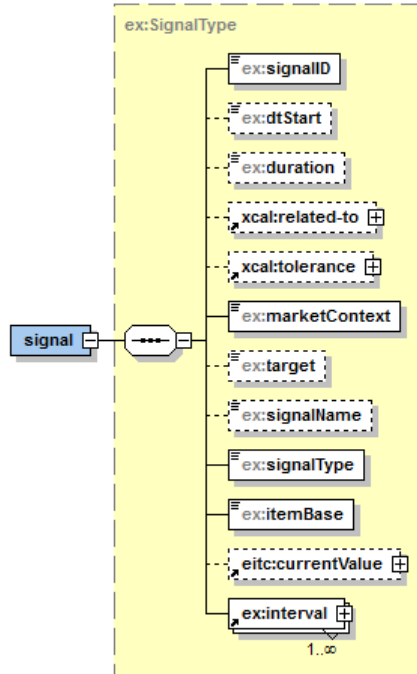 ex:SignalType
ex:signalID
ex:dtStart
ex:duration
xcal:related-to
xcal:tolerance
signal
ex:marketContext
ex:target
ex:signalName
ex:signalType
ex:itemBase
eitc:currentValue
ex:interval
1..∞